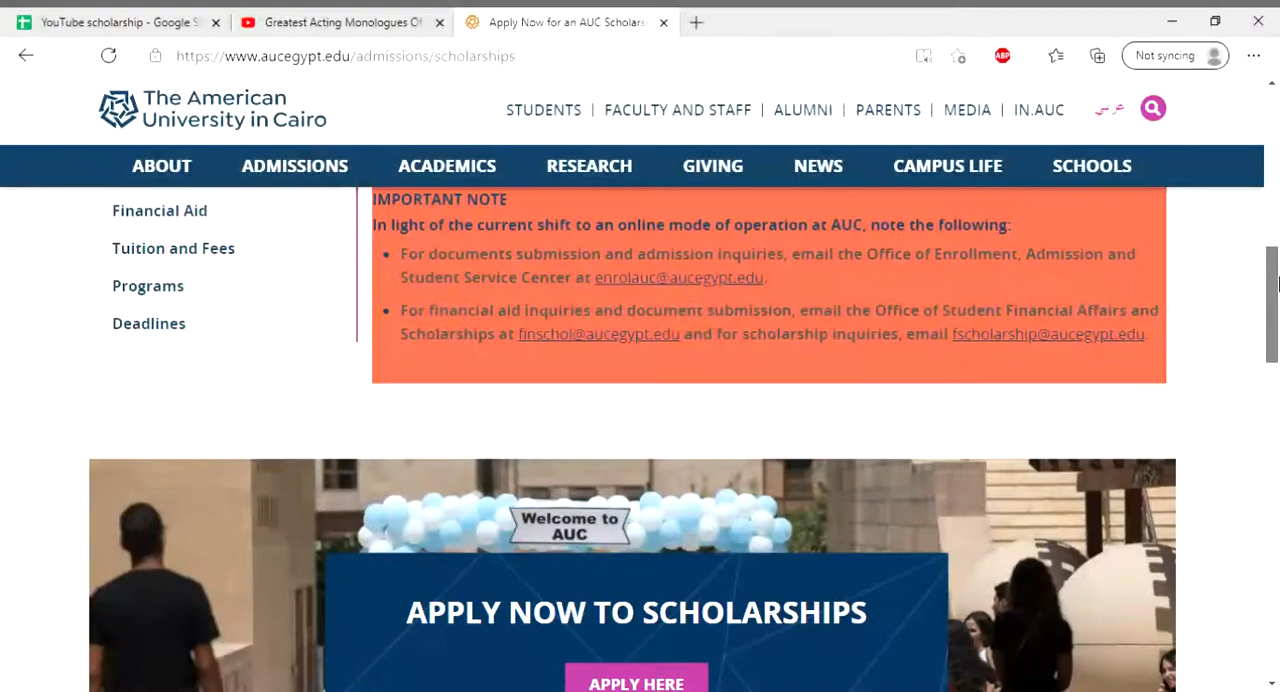 YouTube scholarship - Google S
Greatest Acting Monologues Of
Apply Now for an AUC Scholars
https://www.aucegypt.edu/admissions/scholarships
ABP
Not syncing
The American
University in Cairo
STUDENTS | FACULTY AND STAFF | ALUMNI | PARENTS | MEDIA | IN.AUC
عربي
ABOUT ADMISSIONS ACADEMICS RESEARCH GIVING NEWS CAMPUS LIFE SCHOOLS
Financial Aid
Tuition and Fees
Programs
Deadlines
IMPORTANT NOTE
In light of the current shift to an online mode of operation at AUC, note the following:
• For documents submission and admission inquiries, email the Office of Enrollment, Admission and
Student Service Center at enrolauc@aucegypt.edu.
• For financial aid inquiries and document submission, email the Office of Student Financial Affairs and
Scholarships at finschol@aucegypt.edu and for scholarship inquiries, email fscholarship@aucegypt.edu.
Welcome to
AUC
APPLY NOW TO SCHOLARSHIPS
APPLY HERE